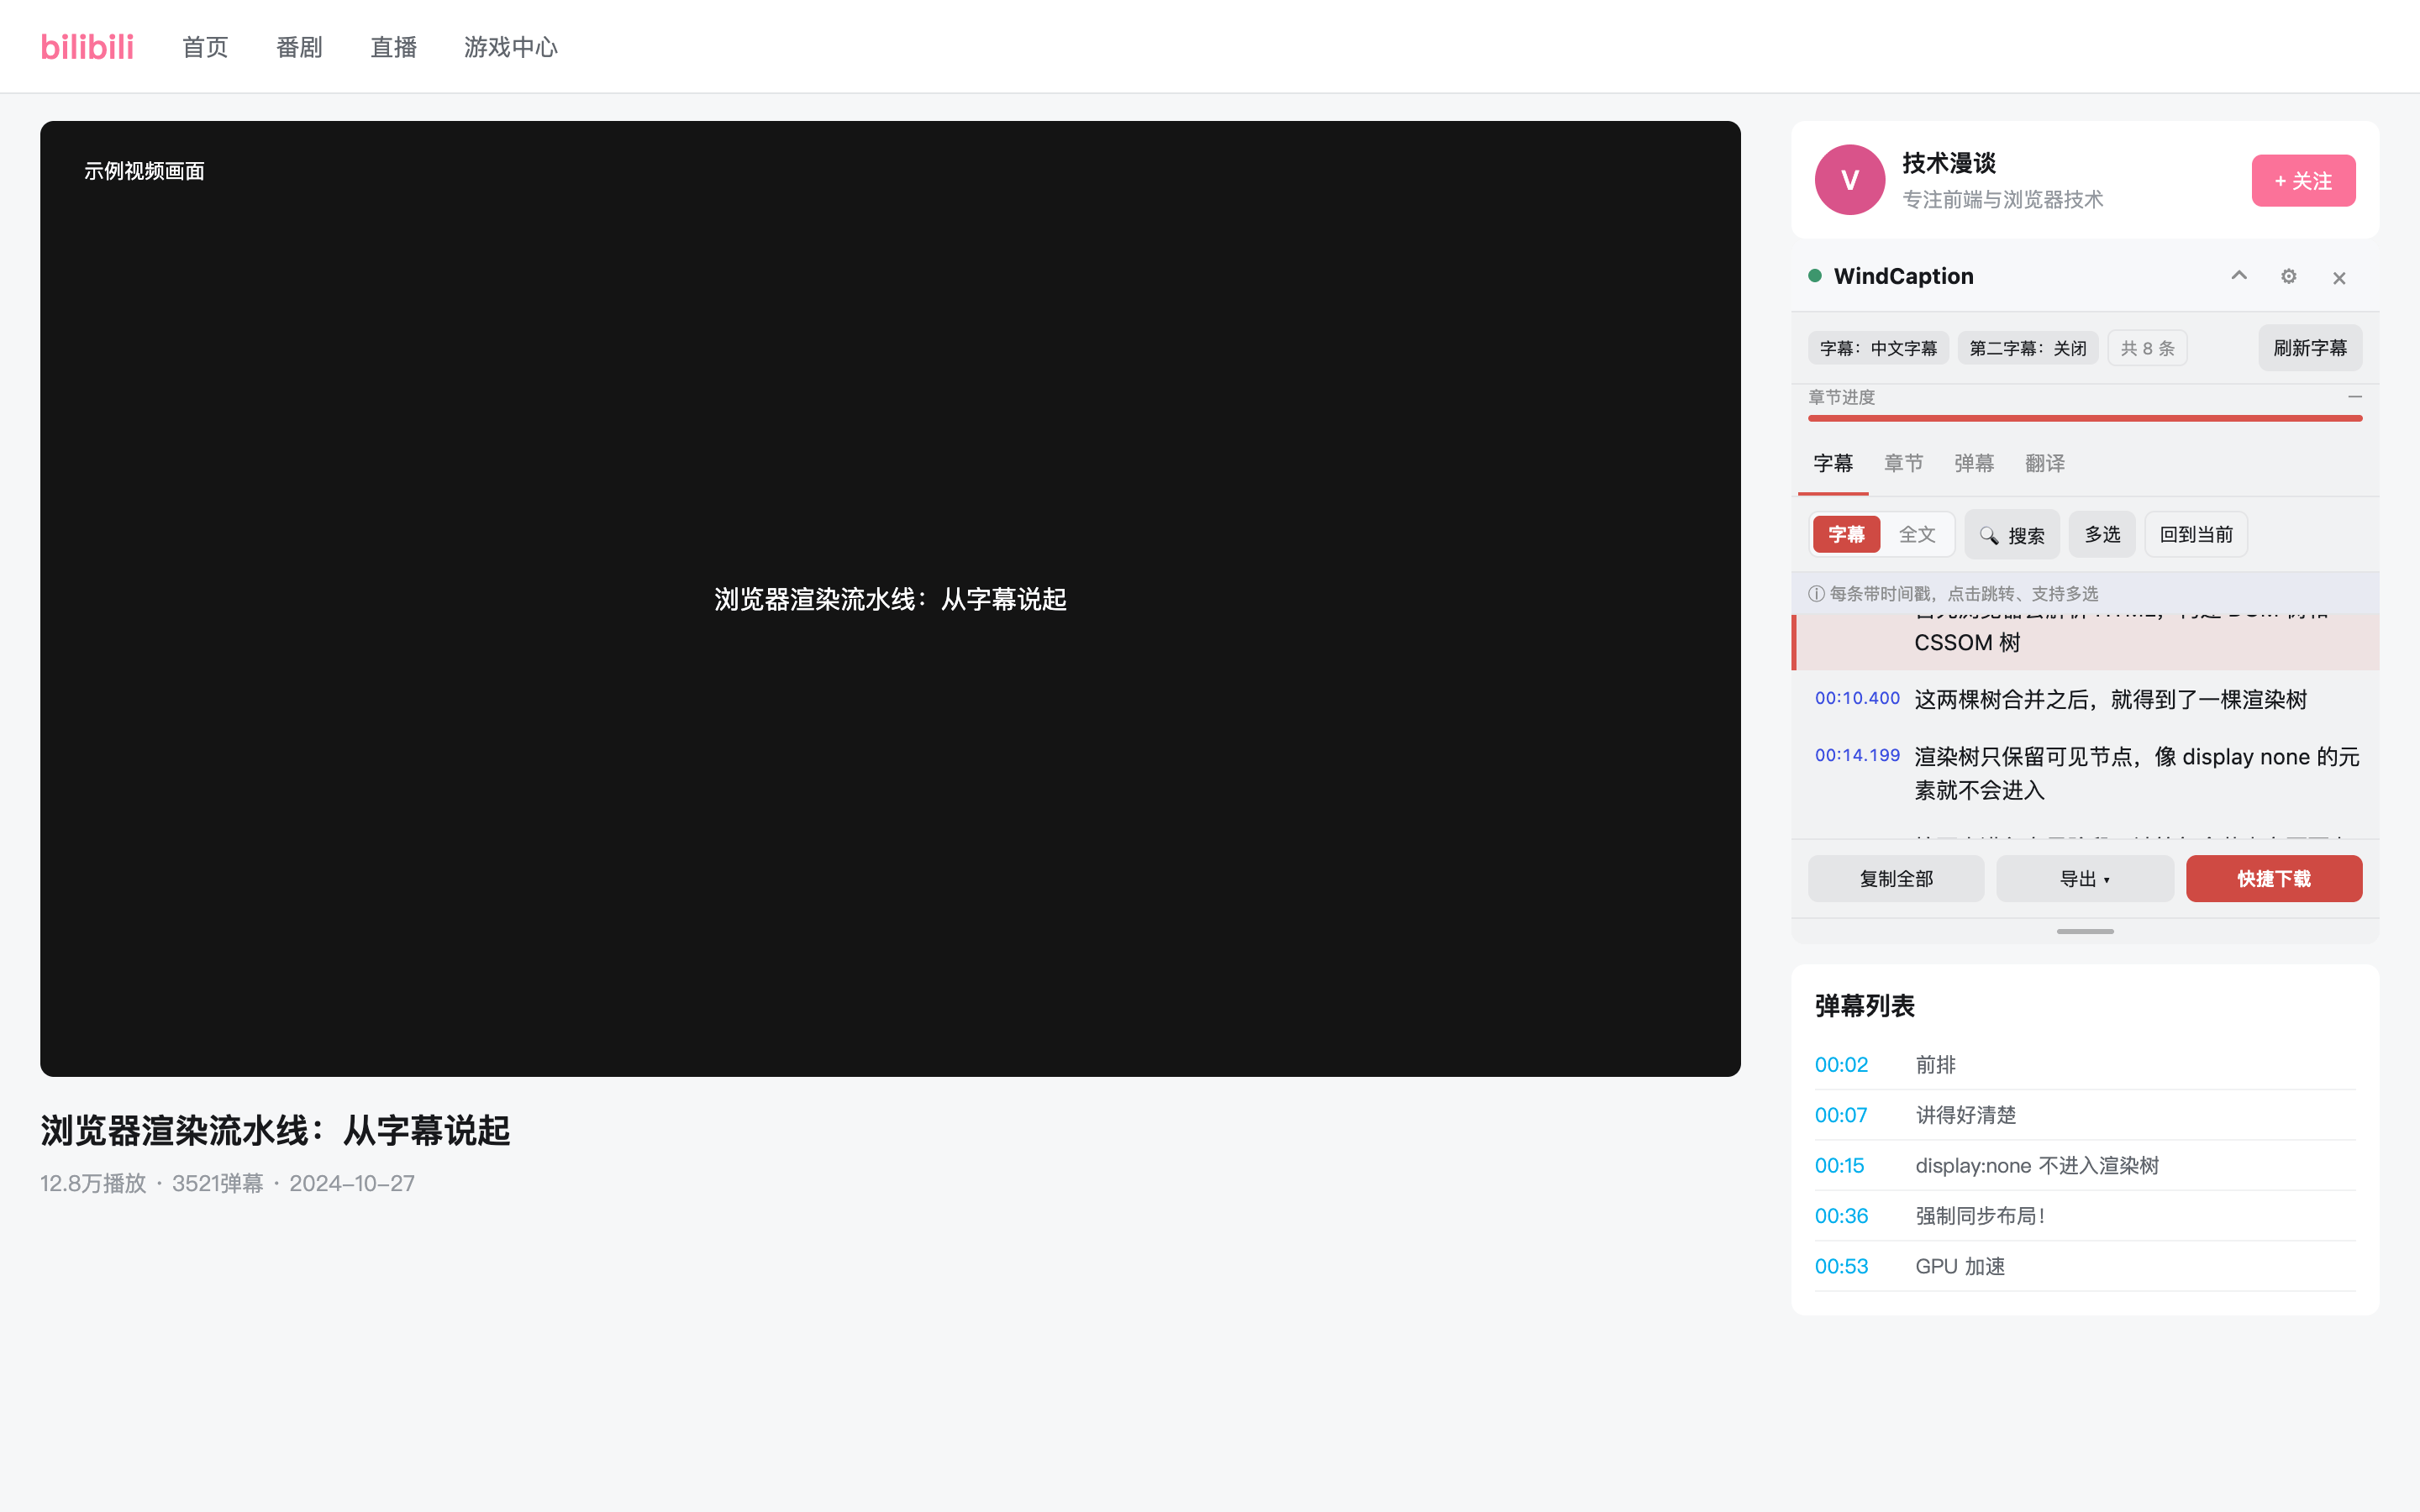 bilibili 首页 番剧 直播 游戏中心
示例视频画面
浏览器渲染流水线：从字幕说起
浏览器渲染流水线：从字幕说起
12.8万播放 · 3521弹幕 · 2024-10-27
V
技术漫谈
专注前端与浏览器技术
+ 关注
WindCaption
字幕：中文字幕 第二字幕：关闭 共 8 条 刷新字幕
章节进度 —
字幕 章节 弹幕 翻译
字幕 全文 🔍 搜索 多选 回到当前
ⓘ 每条带时间戳，点击跳转、支持多选
CSSOM 树
00:10.400 这两棵树合并之后，就得到了一棵渲染树
00:14.199 渲染树只保留可见节点，像 display none 的元
素就不会进入
复制全部 导出 ▾ 快捷下载
弹幕列表
00:02 前排
00:07 讲得好清楚
00:15 display:none 不进入渲染树
00:36 强制同步布局！
00:53 GPU 加速